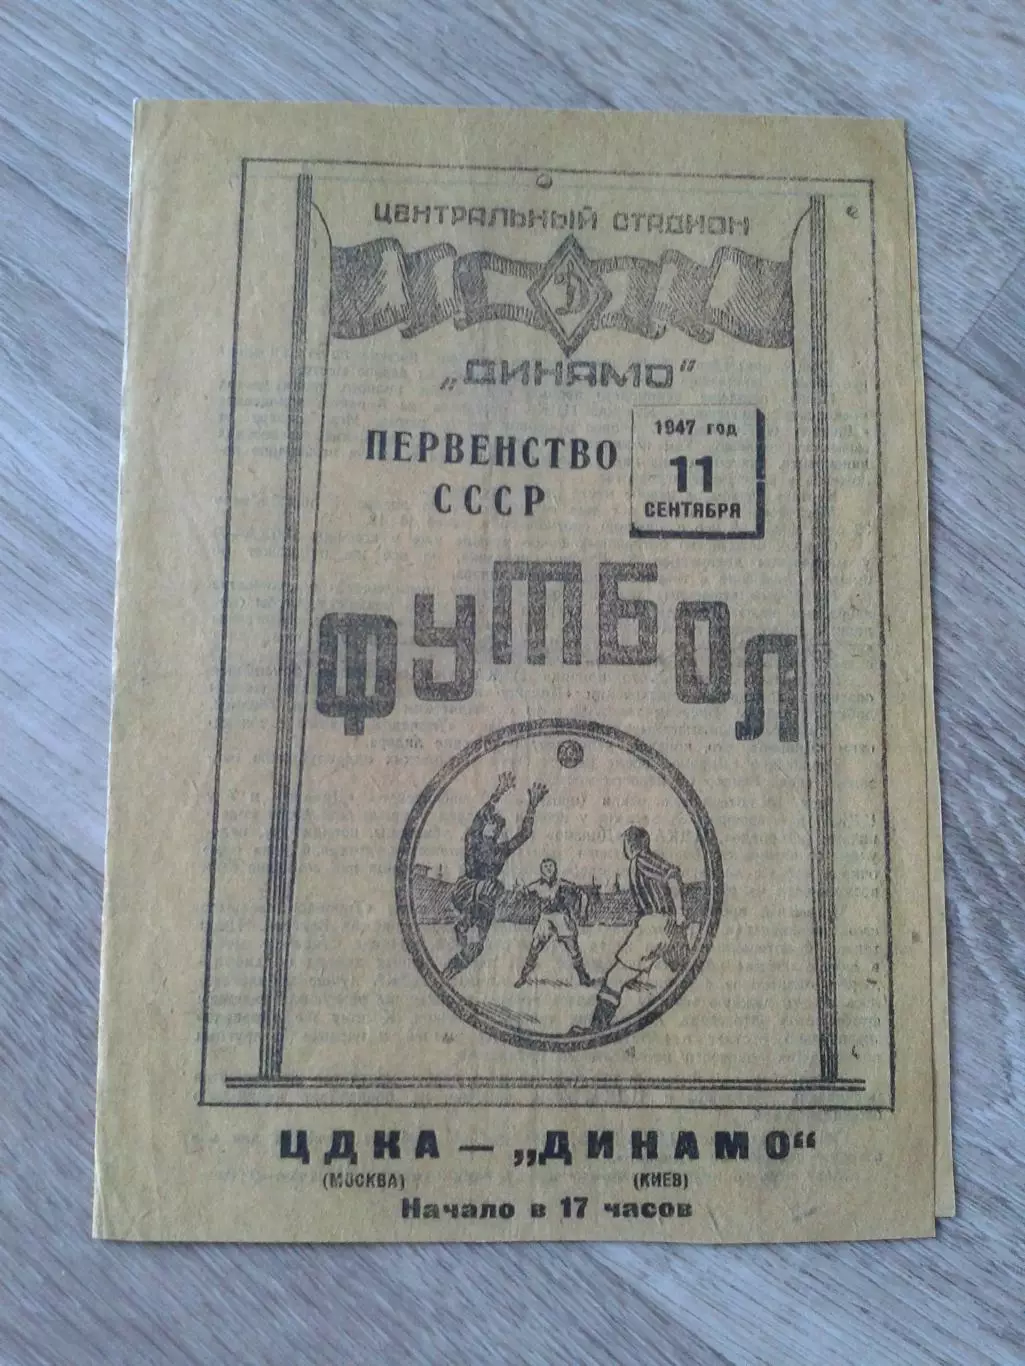 ЦЕНТРАЛЬНЫЙ СТАДИОН
Д
„ДИНАМО"
ПЕРВЕНСТВО
СССР
1947 год
11
СЕНТЯБРЯ
ФУТБОЛ
ЦДКА — „ДИНАМО"
(МОСКВА) (КИЕВ)
Начало в 17 часов